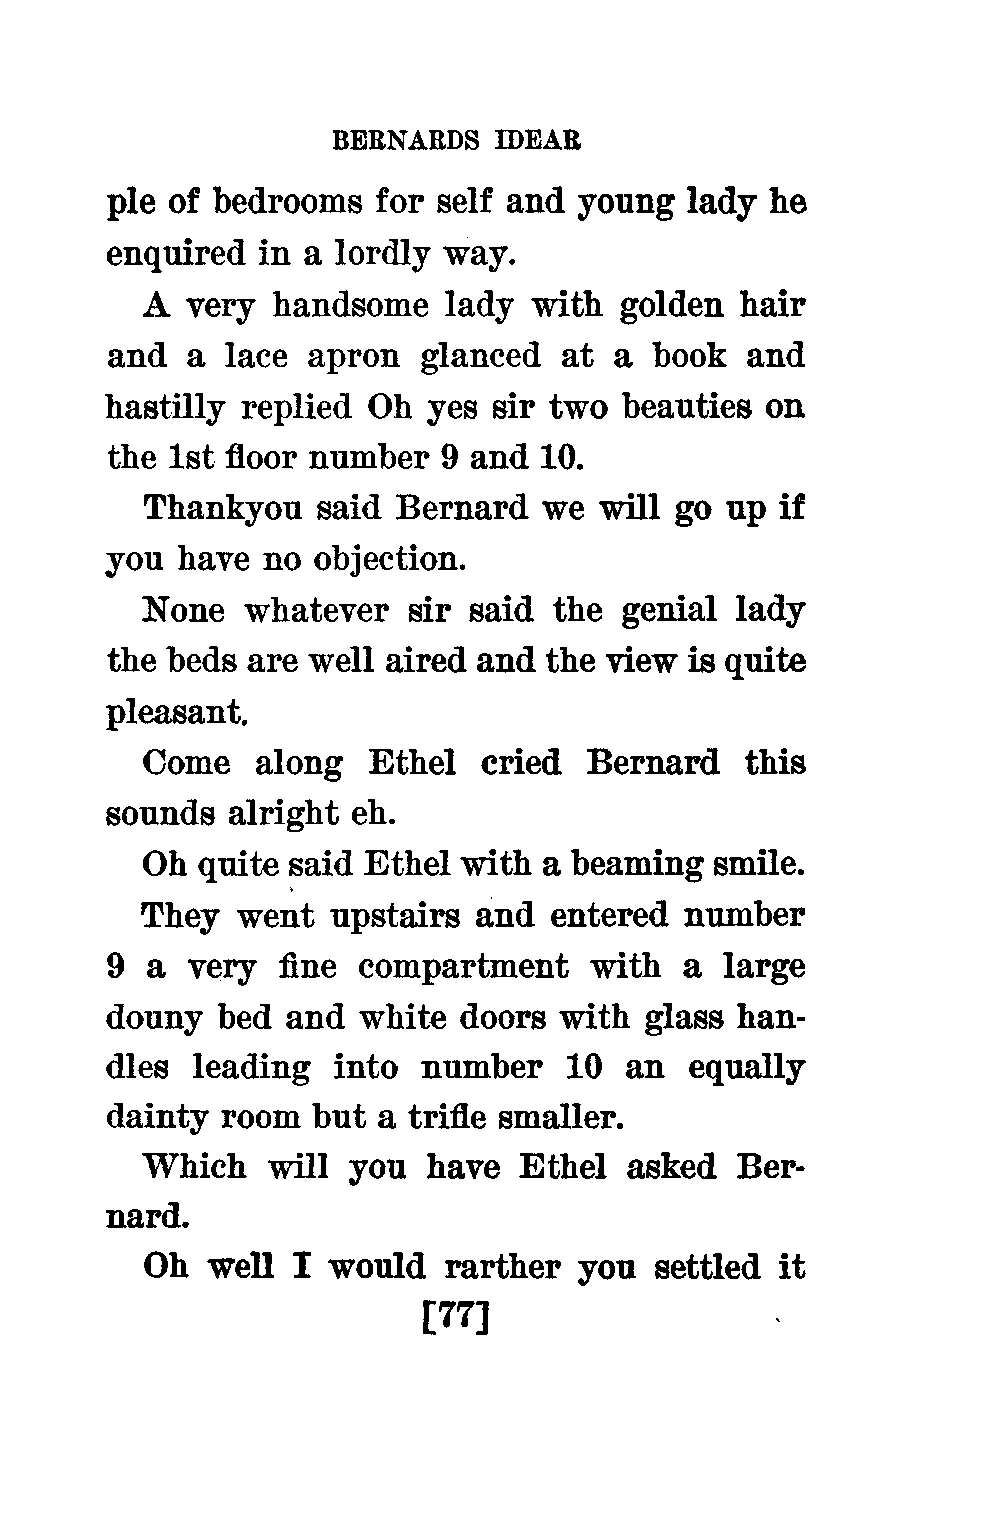 BERNARDS IDEAR
ple of bedrooms for self and young lady he
enquired in a lordly way.
A very handsome lady with golden hair
and a lace apron glanced at a book and
hastilly replied Oh yes sir two beauties on
the 1st floor number 9 and 10.
Thankyou said Bernard we will go up if
you have no objection.
None whatever sir said the genial lady
the beds are well aired and the view is quite
pleasant.
Come along Ethel cried Bernard this
sounds alright eh.
Oh quite said Ethel with a beaming smile.
They went upstairs and entered number
9 a very fine compartment with a large
douny bed and white doors with glass han-
dles leading into number 10 an equally
dainty room but a trifle smaller.
Which will you have Ethel asked Ber-
nard.
Oh well I would rarther you settled it
[77]